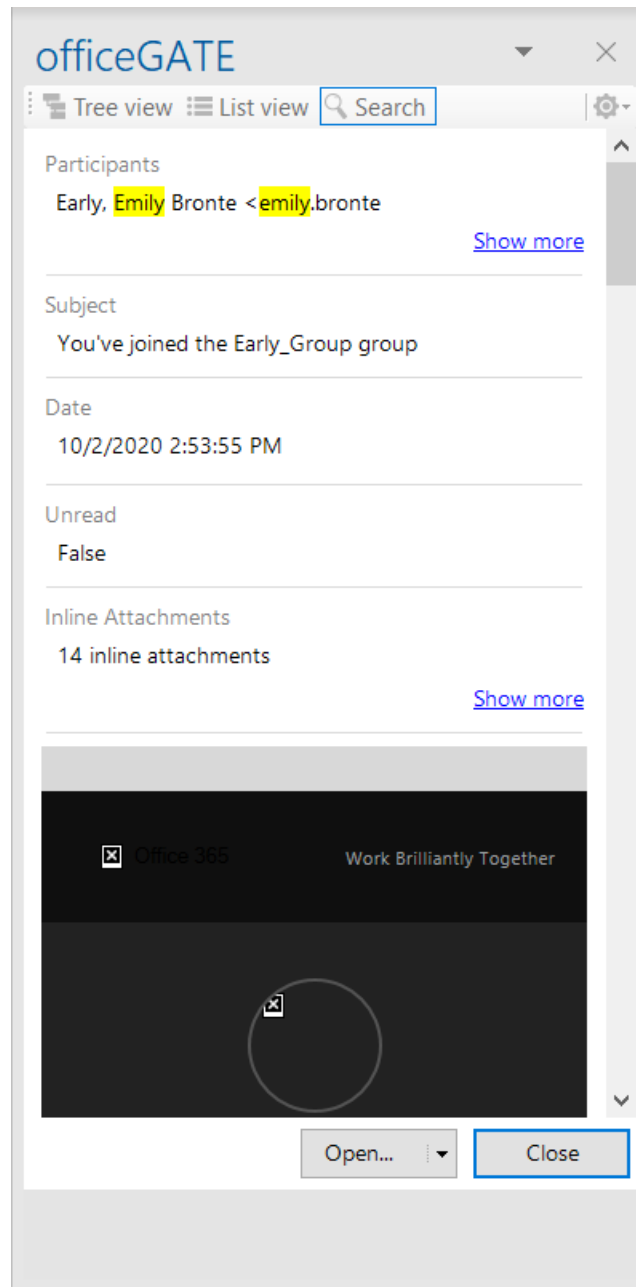 officeGATE
Tree view List view Search
Participants
Early, Emily Bronte <emily.bronte
Show more
Subject
You've joined the Early_Group group
Date
10/2/2020 2:53:55 PM
Unread
False
Inline Attachments
14 inline attachments
Show more
Office 365 Work Brilliantly Together
Open... Close